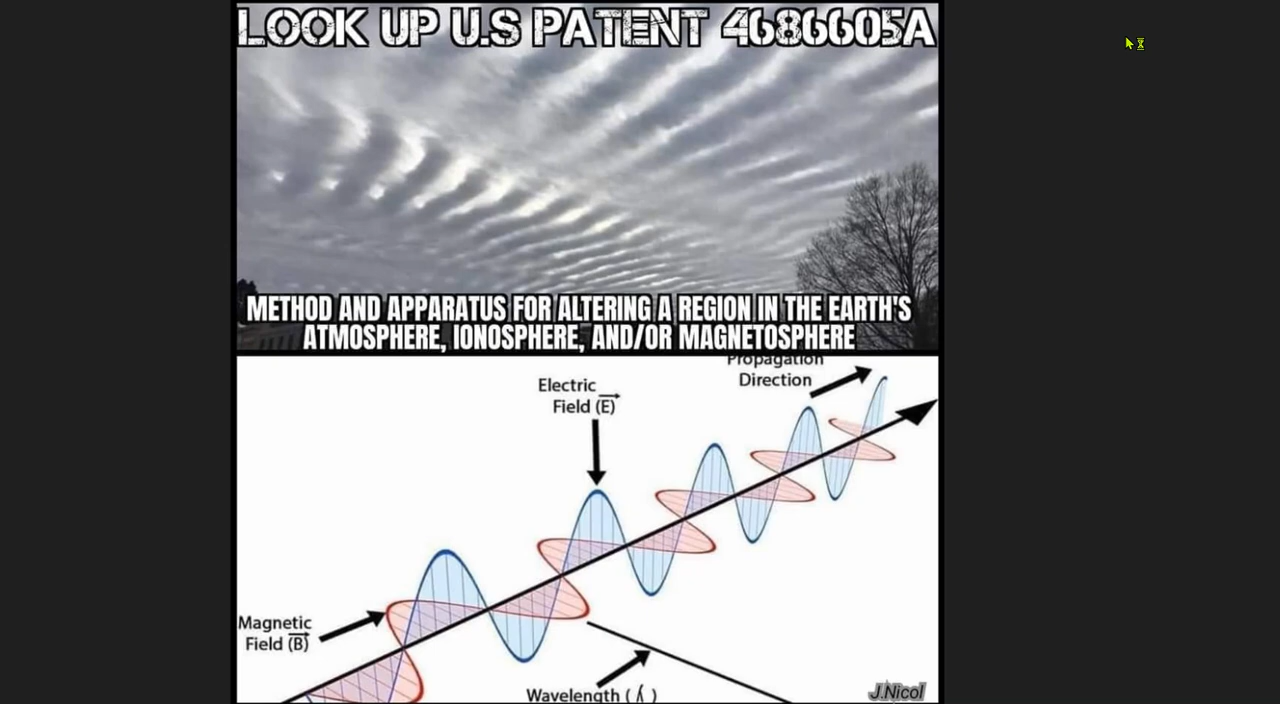 LOOK UP U.S PATENT 4686605A
METHOD AND APPARATUS FOR ALTERING A REGION IN THE EARTH'S
ATMOSPHERE, IONOSPHERE, AND/OR MAGNETOSPHERE
Propagation
Direction
Electric
Field (E)
Magnetic
Field (B)
Wavelength (λ)
J.Nicol